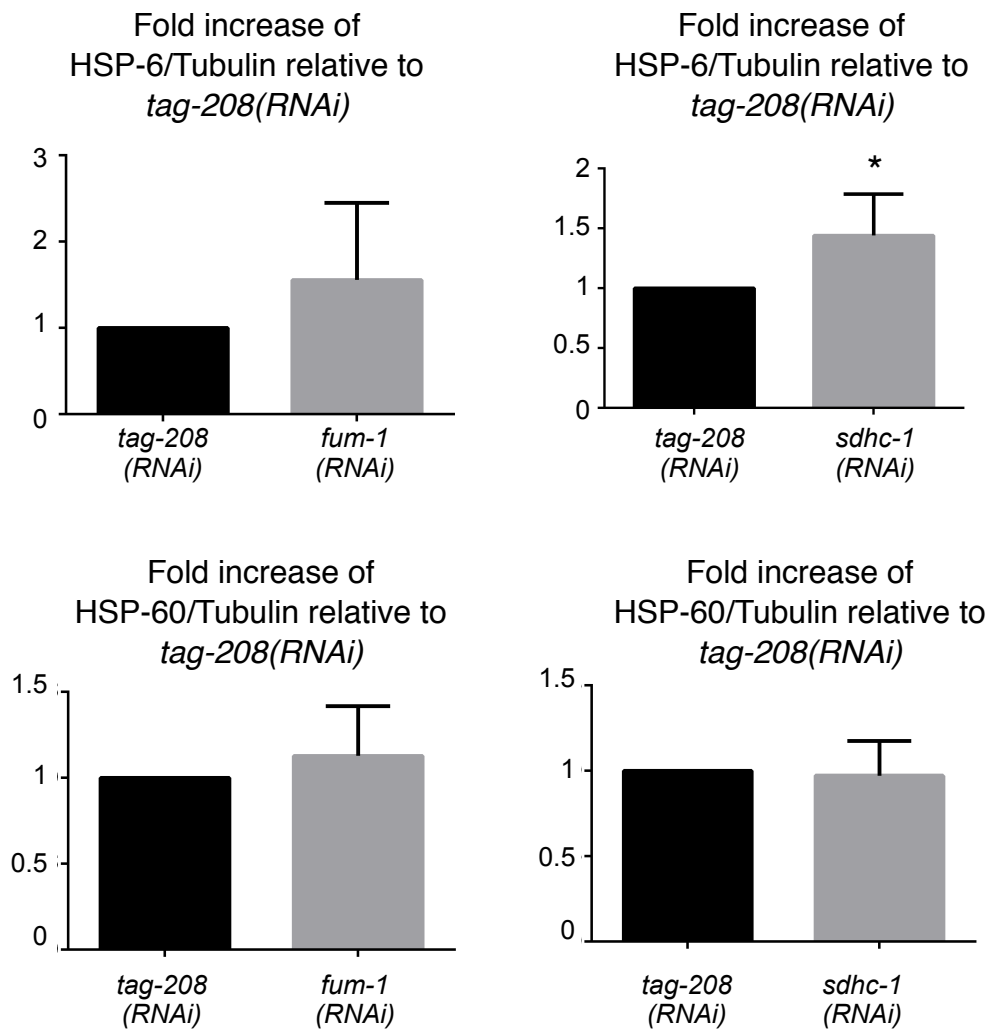 Fold increase of
HSP-6/Tubulin relative to
tag-208(RNAi)
3
2
1
0
tag-208
(RNAi)
fum-1
(RNAi)
Fold increase of
HSP-6/Tubulin relative to
tag-208(RNAi)
*
2
1.5
1
0.5
0
tag-208
(RNAi)
sdhc-1
(RNAi)
Fold increase of
HSP-60/Tubulin relative to
tag-208(RNAi)
1.5
1
0.5
0
tag-208
(RNAi)
fum-1
(RNAi)
Fold increase of
HSP-60/Tubulin relative to
tag-208(RNAi)
1.5
1
0.5
0
tag-208
(RNAi)
sdhc-1
(RNAi)